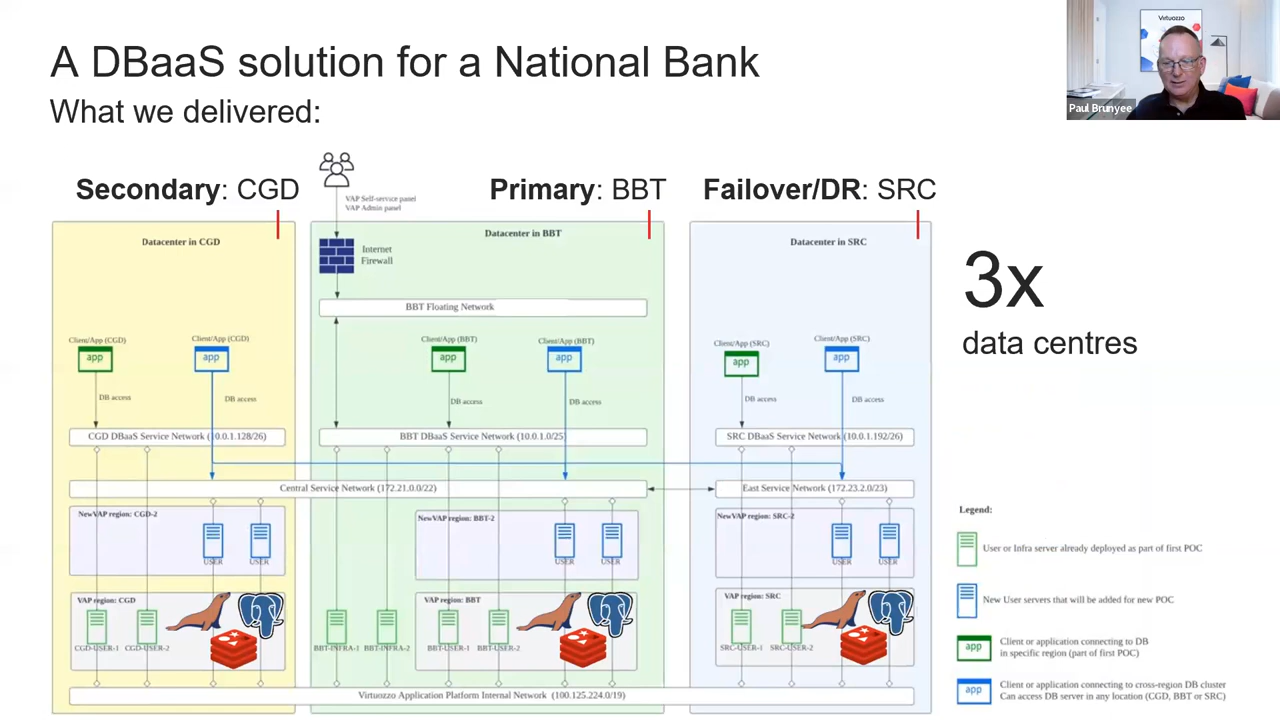 A DBaaS solution for a National Bank
What we delivered:
Virtuozzo
Paul Brunyee
Secondary: CGD
Primary: BBT
Failover/DR: SRC
VAP Self-service panel
VAP Admin panel
Datacenter in CGD
Datacenter in BBT
Datacenter in SRC
Internet
Firewall
3x
data centres
BBT Floating Network
Client/App (CGD)
app
Client/App (CGD)
app
Client/App (BBT)
app
Client/App (BBT)
app
Client/App (SRC)
app
Client/App (SRC)
app
DB access
DB access
DB access
DB access
DB access
DB access
CGD DBaaS Service Network (10.0.1.128/26)
BBT DBaaS Service Network (10.0.1.0/25)
SRC DBaaS Service Network (10.0.1.192/26)
Central Service Network (172.21.0.0/22)
East Service Network (172.23.2.0/23)
NewVAP region: CGD-2
USER
USER
NewVAP region: BBT-2
USER
USER
NewVAP region: SRC-2
USER
USER
VAP region: CGD
CGD-USER-1
CGD-USER-2
BBT-INFRA-1
BBT-INFRA-2
VAP region: BBT
BBT-USER-1
BBT-USER-2
VAP region: SRC
SRC-USER-1
SRC-USER-2
Virtuozzo Application Platform Internal Network (100.125.224.0/19)
Legend:
User or Infra server already deployed as part of first POC
New User servers that will be added for new POC
app
Client or application connecting to DB
in specific region (part of first POC)
app
Client or application connecting to cross-region DB cluster
Can access DB server in any location (CGD, BBT or SRC)